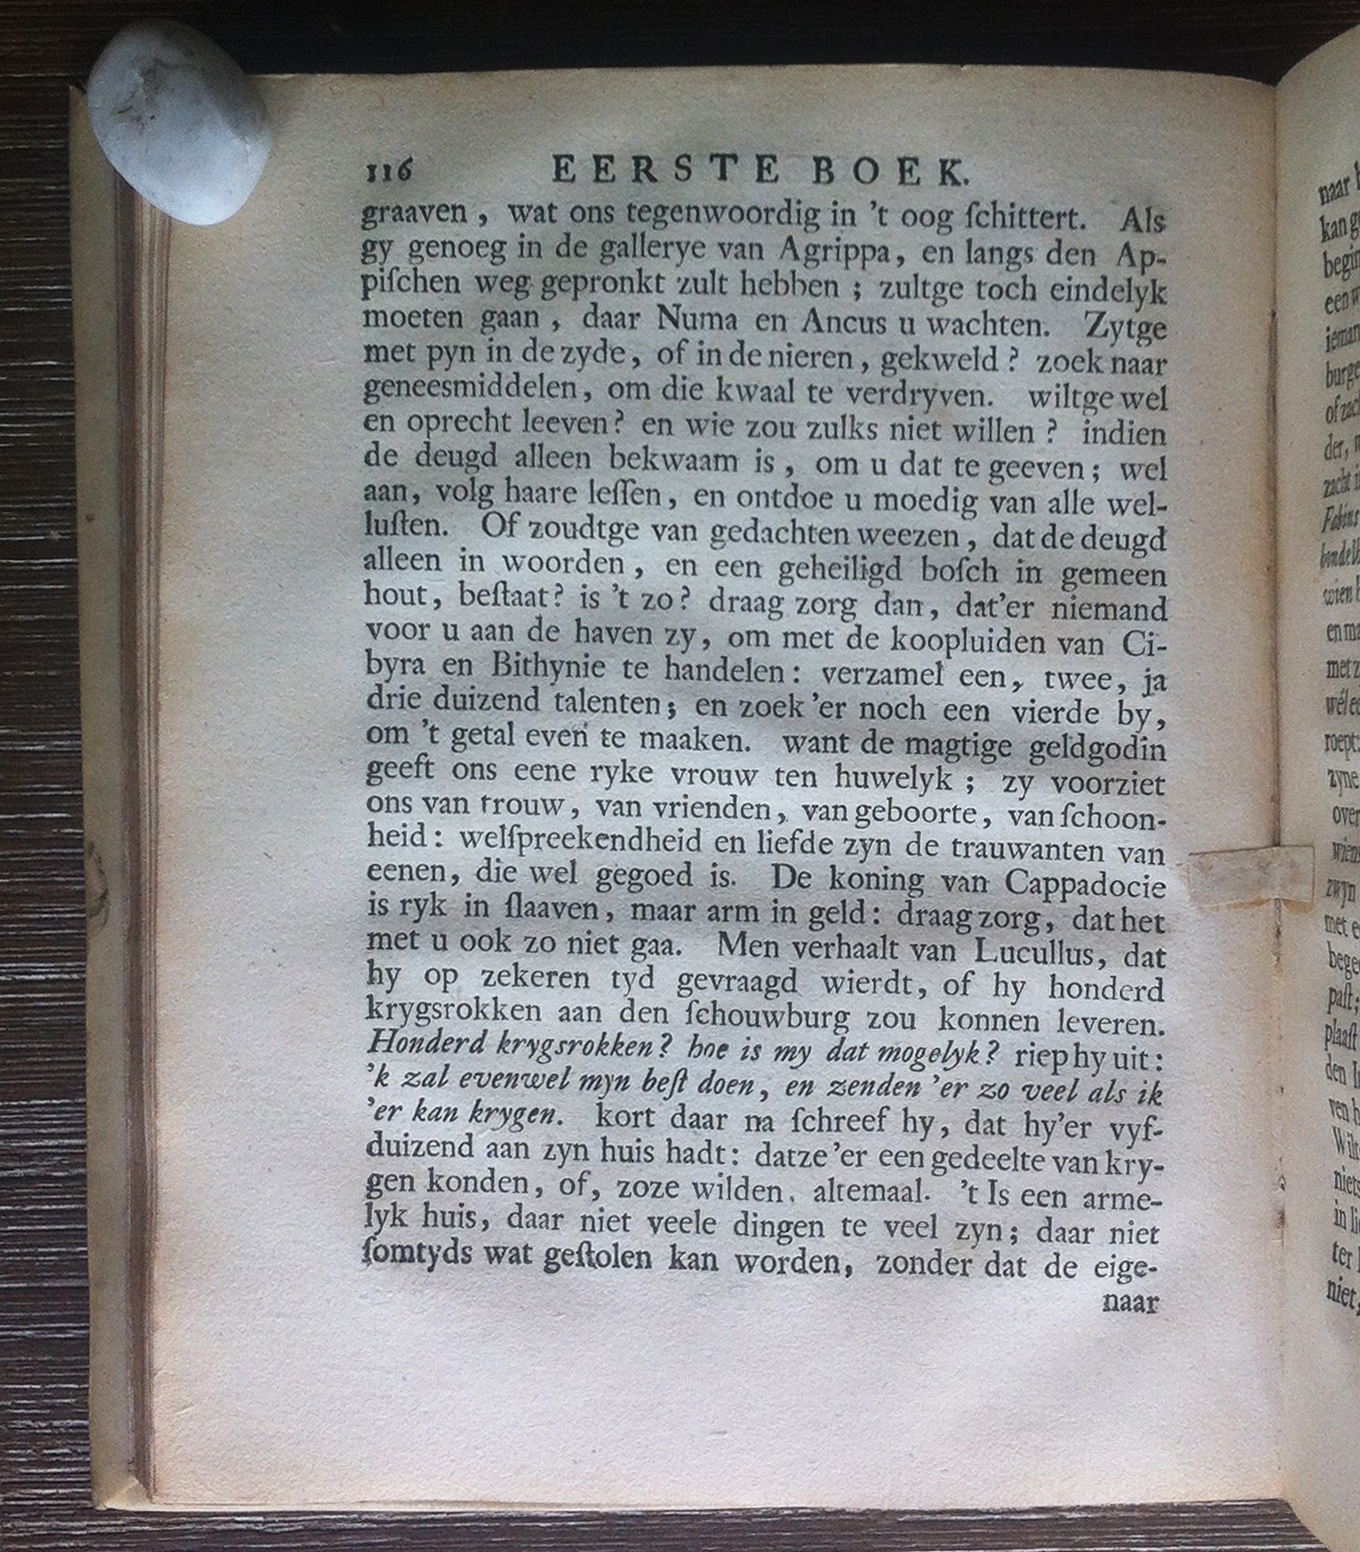 116 EERSTE BOEK.
graaven, wat ons tegenwoordig in 't oog ſchittert. Als
gy genoeg in de gallerye van Agrippa, en langs den Ap-
piſchen weg gepronkt zult hebben; zultge toch eindelyk
moeten gaan, daar Numa en Ancus u wachten. Zytge
met pyn in de zyde, of in de nieren, gekweld? zoek naar
geneesmiddelen, om die kwaal te verdryven. wiltge wel
en oprecht leeven? en wie zou zulks niet willen? indien
de deugd alleen bekwaam is, om u dat te geeven; wel
aan, volg haare leſſen, en ontdoe u moedig van alle wel-
luſten. Of zoudtge van gedachten weezen, dat de deugd
alleen in woorden, en een geheiligd boſch in gemeen
hout, beſtaat? is 't zo? draag zorg dan, dat'er niemand
voor u aan de haven zy, om met de koopluiden van Ci-
byra en Bithynie te handelen: verzamel een, twee, ja
drie duizend talenten; en zoek 'er noch een vierde by,
om 't getal even te maaken. want de magtige geldgodin
geeft ons eene ryke vrouw ten huwelyk; zy voorziet
ons van trouw, van vrienden, van geboorte, van ſchoon-
heid: welſpreekendheid en liefde zyn de trauwanten van
eenen, die wel gegoed is. De koning van Cappadocie
is ryk in ſlaaven, maar arm in geld: draag zorg, dat het
met u ook zo niet gaa. Men verhaalt van Lucullus, dat
hy op zekeren tyd gevraagd wierdt, of hy honderd
krygsrokken aan den ſchouwburg zou konnen leveren.
Honderd krygsrokken? hoe is my dat mogelyk? riep hy uit:
'k zal evenwel myn beſt doen, en zenden 'er zo veel als ik
'er kan krygen. kort daar na ſchreef hy, dat hy'er vyf-
duizend aan zyn huis hadt: datze 'er een gedeelte van kry-
gen konden, of, zoze wilden, altemaal. 't Is een arme-
lyk huis, daar niet veele dingen te veel zyn; daar niet
ſomtyds wat geſtolen kan worden, zonder dat de eige-
naar